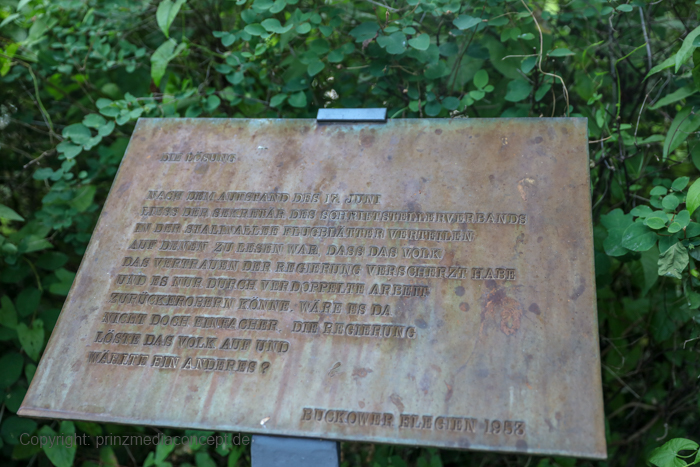 DIE LÖSUNG
NACH DEM AUFSTAND DES 17. JUNI
LIESS DER SEKRETÄR DES SCHRIFTSTELLERVERBANDS
IN DER STALINALLEE FLUGBLÄTTER VERTEILEN
AUF DENEN ZU LESEN WAR, DASS DAS VOLK
DAS VERTRAUEN DER REGIERUNG VERSCHERZT HABE
UND ES NUR DURCH VERDOPPELTE ARBEIT
ZURÜCKEROBERN KÖNNE. WÄRE ES DA
NICHT DOCH EINFACHER, DIE REGIERUNG
LÖSTE DAS VOLK AUF UND
WÄHLTE EIN ANDERES?
BUCKOWER ELEGIEN 1953
Copyright: prinzmediaconcept.de